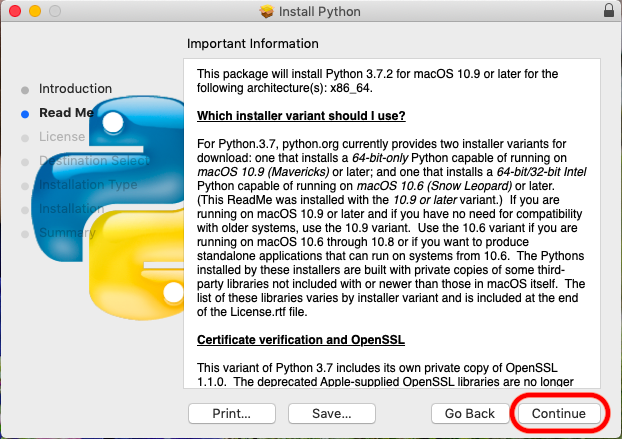 Install Python
Important Information
Introduction
Read Me
License
Destination Select
Installation Type
Installation
Summary
This package will install Python 3.7.2 for macOS 10.9 or later for the
following architecture(s): x86_64.
Which installer variant should I use?
For Python.3.7, python.org currently provides two installer variants for
download: one that installs a 64-bit-only Python capable of running on
macOS 10.9 (Mavericks) or later; and one that installs a 64-bit/32-bit Intel
Python capable of running on macOS 10.6 (Snow Leopard) or later.
(This ReadMe was installed with the 10.9 or later variant.)  If you are
running on macOS 10.9 or later and if you have no need for compatibility
with older systems, use the 10.9 variant.  Use the 10.6 variant if you are
running on macOS 10.6 through 10.8 or if you want to produce
standalone applications that can run on systems from 10.6.  The Pythons
installed by these installers are built with private copies of some third-
party libraries not included with or newer than those in macOS itself.  The
list of these libraries varies by installer variant and is included at the end
of the License.rtf file.
Certificate verification and OpenSSL
This variant of Python 3.7 includes its own private copy of OpenSSL
1.1.0.  The deprecated Apple-supplied OpenSSL libraries are no longer
Print...
Save...
Go Back
Continue